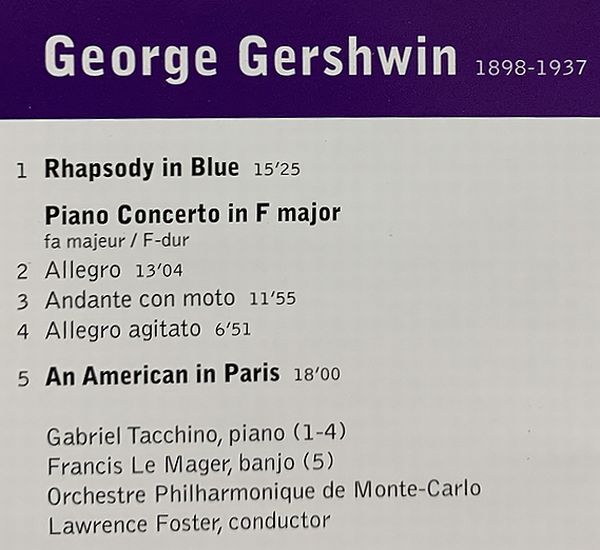 George Gershwin 1898-1937
1 Rhapsody in Blue 15'25
Piano Concerto in F major
fa majeur / F-dur
2 Allegro 13'04
3 Andante con moto 11'55
4 Allegro agitato 6'51
5 An American in Paris 18'00
Gabriel Tacchino, piano (1-4)
Francis Le Mager, banjo (5)
Orchestre Philharmonique de Monte-Carlo
Lawrence Foster, conductor